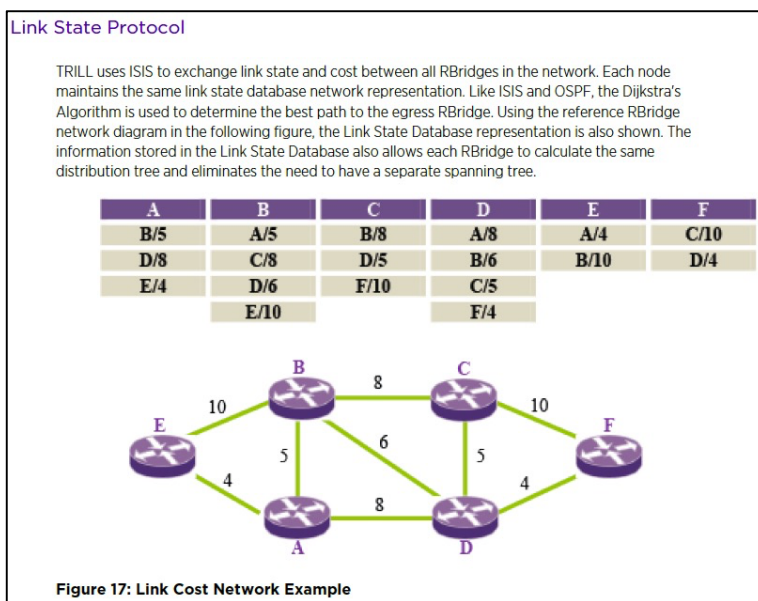 Link State Protocol
TRILL uses ISIS to exchange link state and cost between all RBridges in the network. Each node
maintains the same link state database network representation. Like ISIS and OSPF, the Dijkstra's
Algorithm is used to determine the best path to the egress RBridge. Using the reference RBridge
network diagram in the following figure, the Link State Database representation is also shown. The
information stored in the Link State Database also allows each RBridge to calculate the same
distribution tree and eliminates the need to have a separate spanning tree.
A B C D E F
B/5 A/5 B/8 A/8 A/4 C/10
D/8 C/8 D/5 B/6 B/10 D/4
E/4 D/6 F/10 C/5
E/10 F/4
B C
8
10 10
E F
5 6 5
4 4
8
A D
Figure 17: Link Cost Network Example